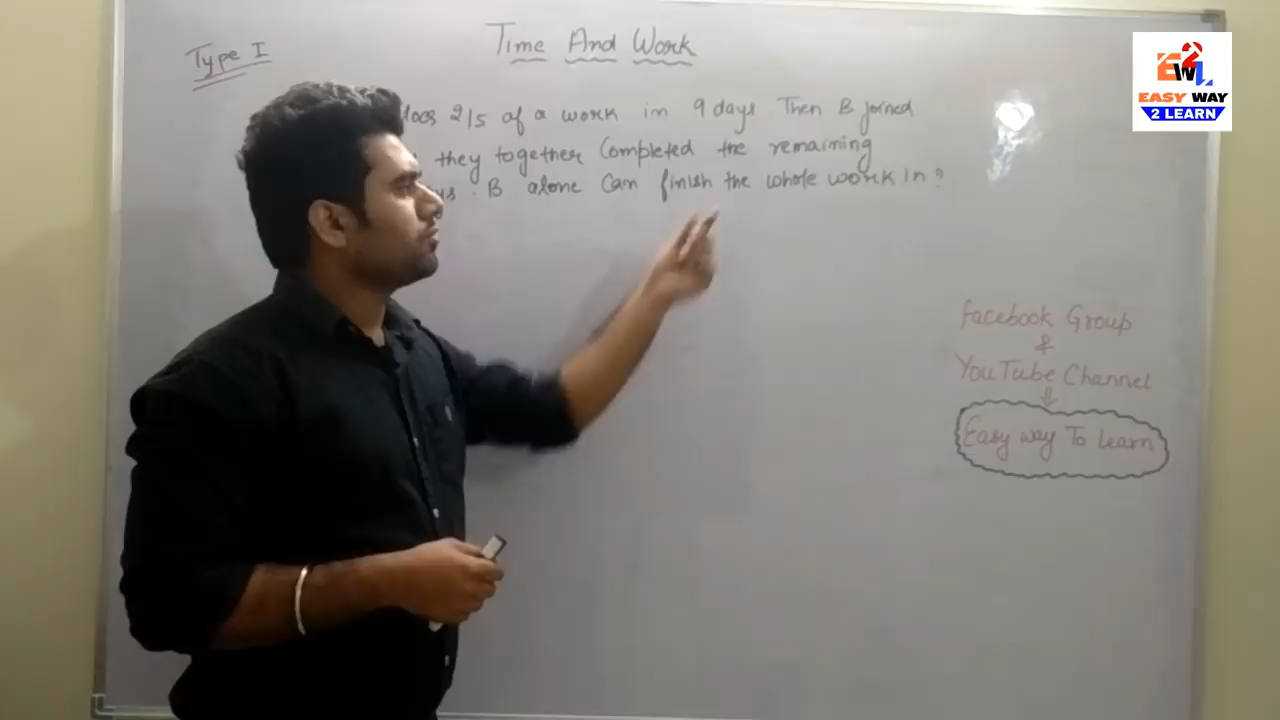 Type I
Time And Work
does 2/5 of a work in 9 days Then B joined
they together Completed the remaining
B alone Can finish the whole work in?
Facebook Group
&
YouTube Channel
⇓
Easy way To Learn
E2L
W
EASY WAY
2 LEARN